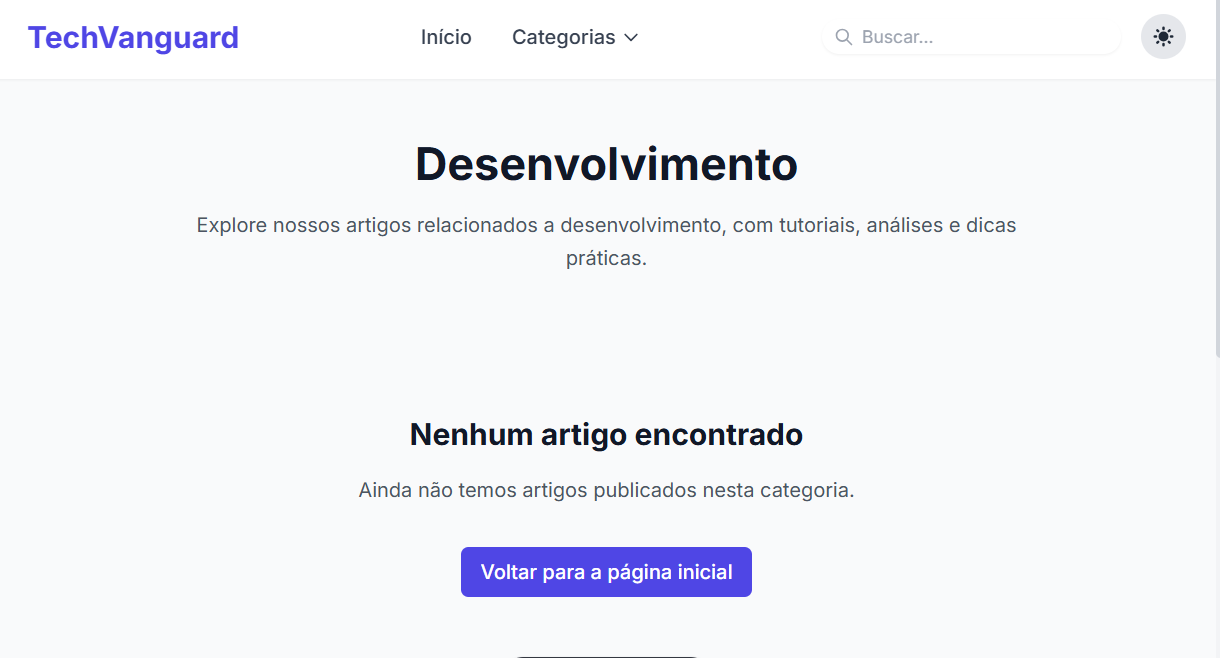 TechVanguard
Início
Categorias
Buscar...
Desenvolvimento
Explore nossos artigos relacionados a desenvolvimento, com tutoriais, análises e dicas
práticas.
Nenhum artigo encontrado
Ainda não temos artigos publicados nesta categoria.
Voltar para a página inicial